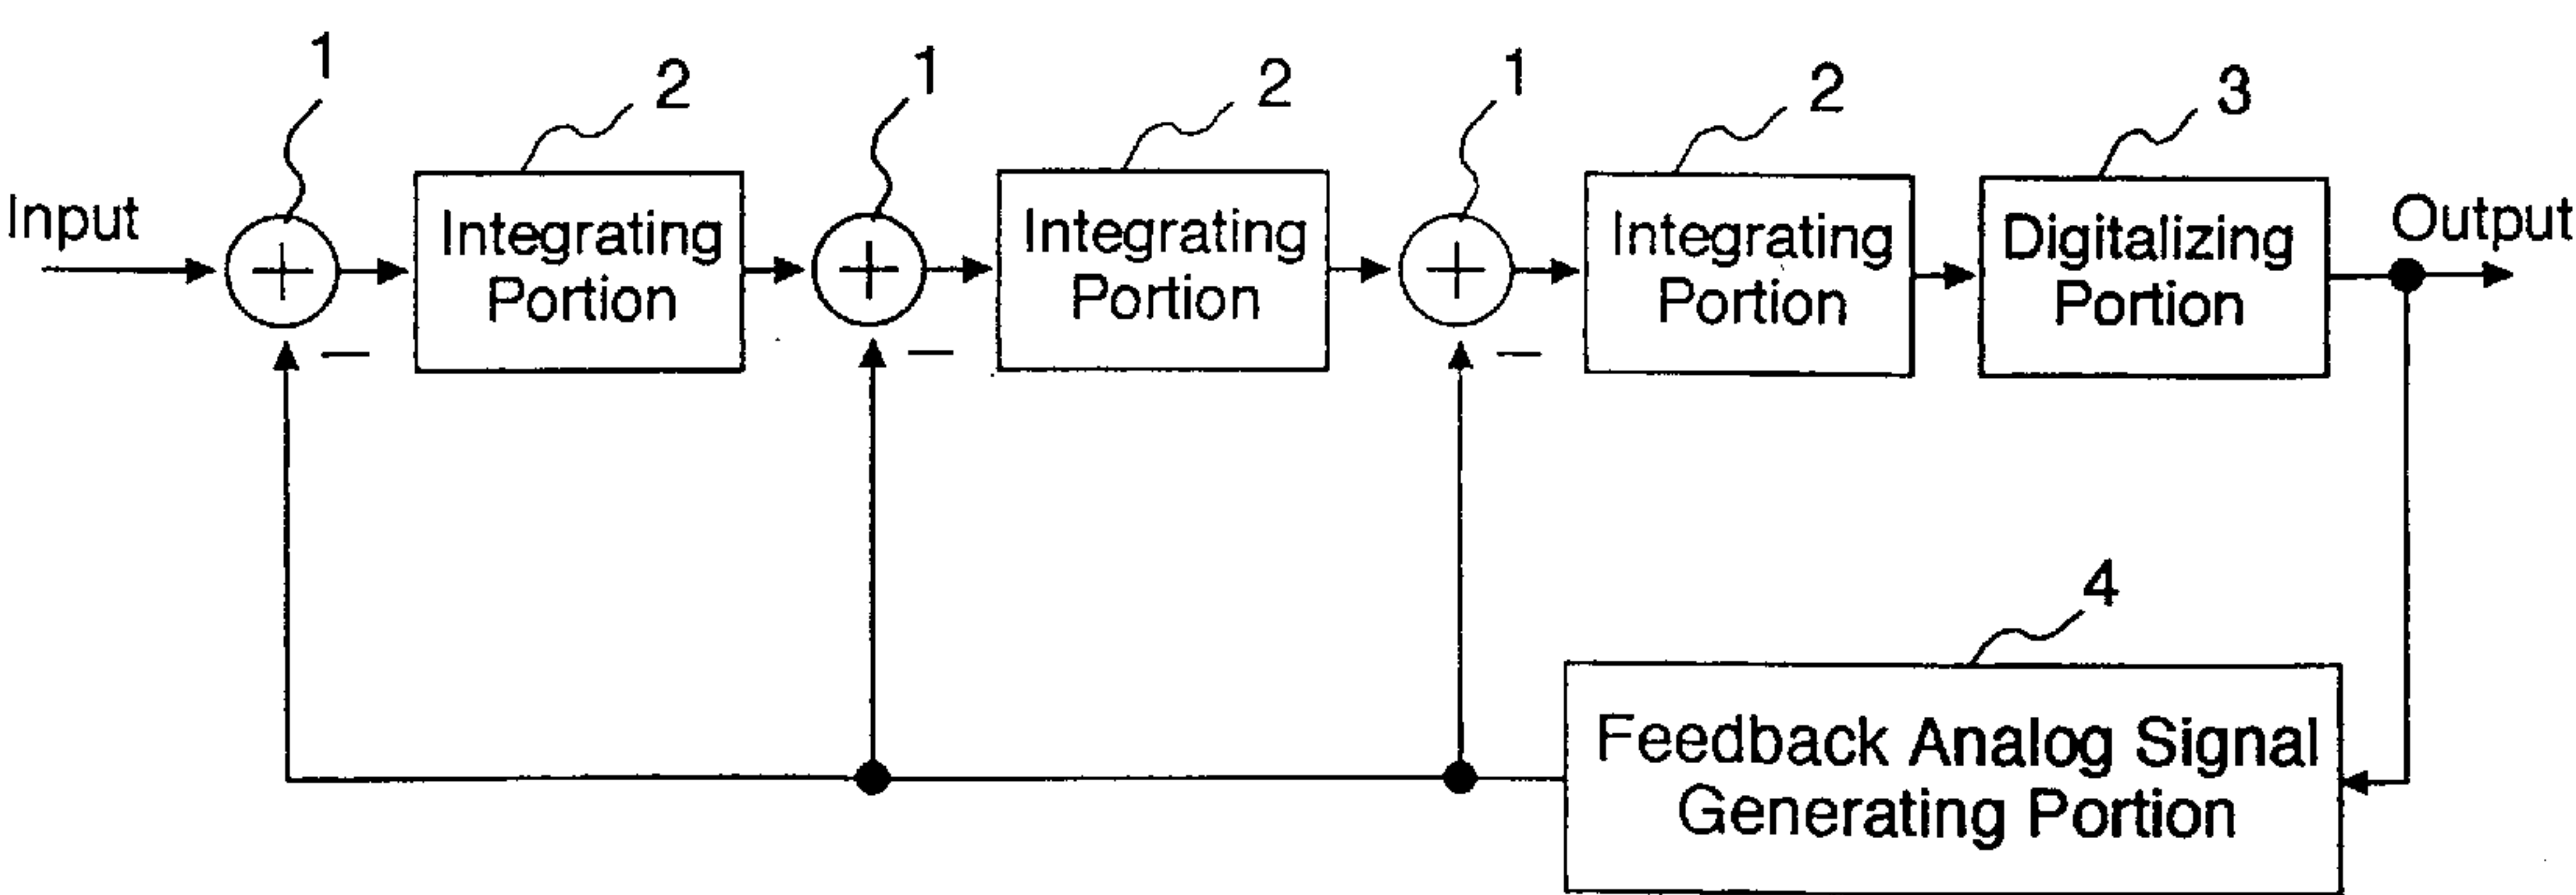 1
2
1
2
1
2
3
Input
Integrating
Portion
Integrating
Portion
Integrating
Portion
Digitalizing
Portion
Output
4
Feedback Analog Signal
Generating Portion